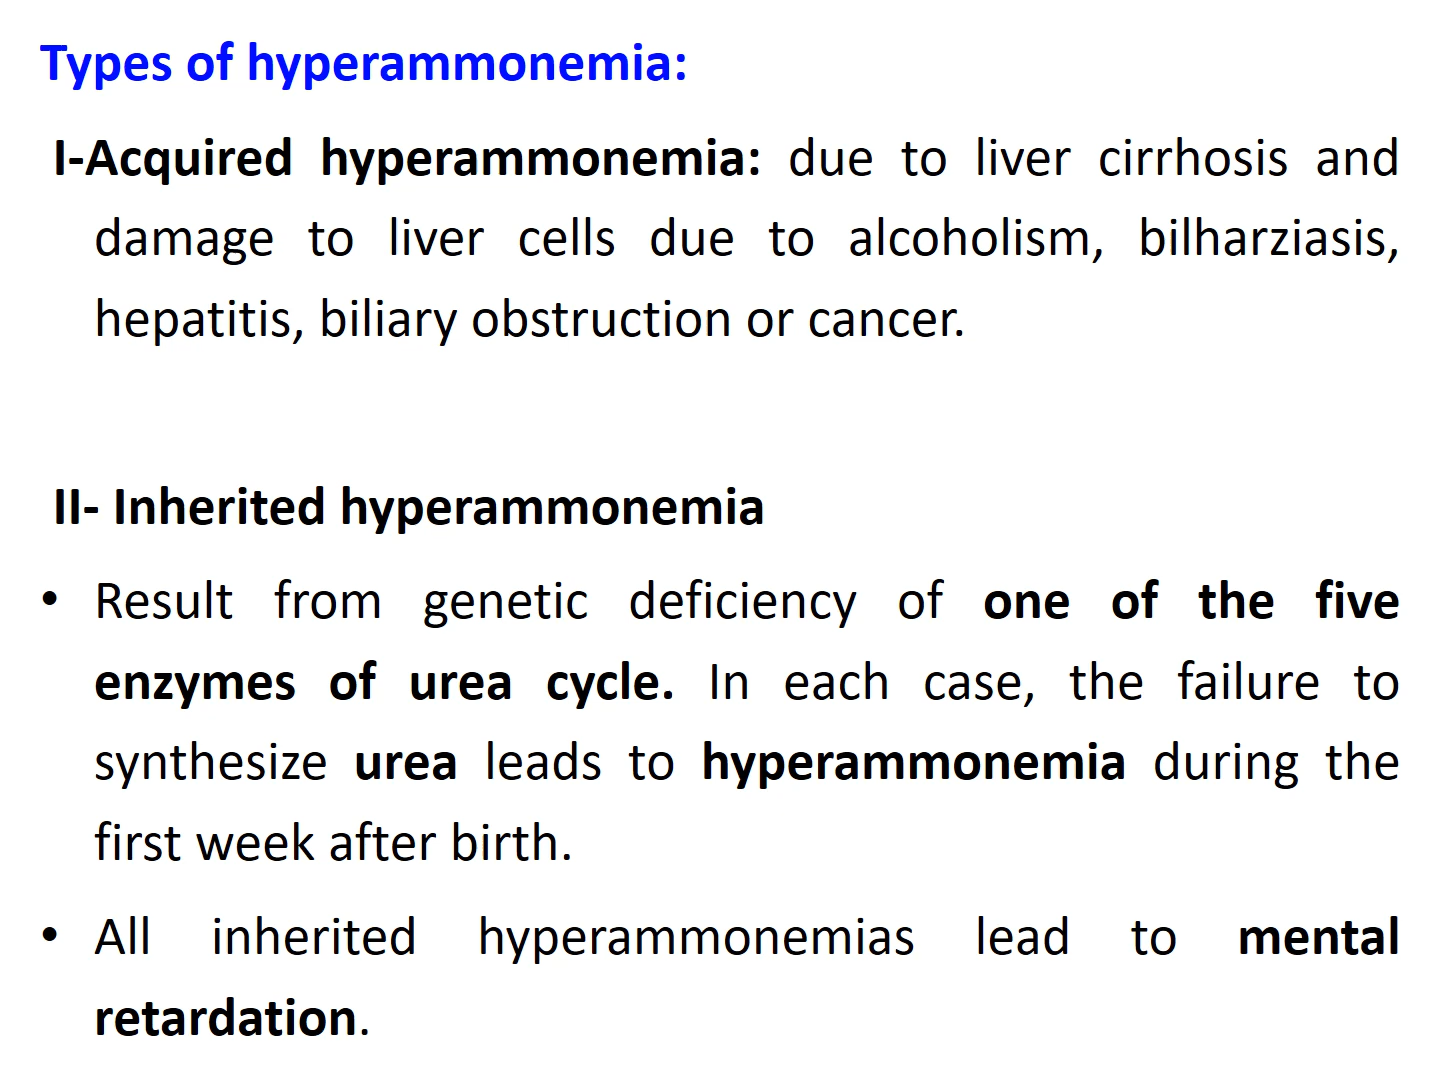 Types of hyperammonemia:
I-Acquired hyperammonemia: due to liver cirrhosis and
damage to liver cells due to alcoholism, bilharziasis,
hepatitis, biliary obstruction or cancer.
II- Inherited hyperammonemia
• Result from genetic deficiency of one of the five
enzymes of urea cycle. In each case, the failure to
synthesize urea leads to hyperammonemia during the
first week after birth.
• All inherited hyperammonemias lead to mental
retardation.